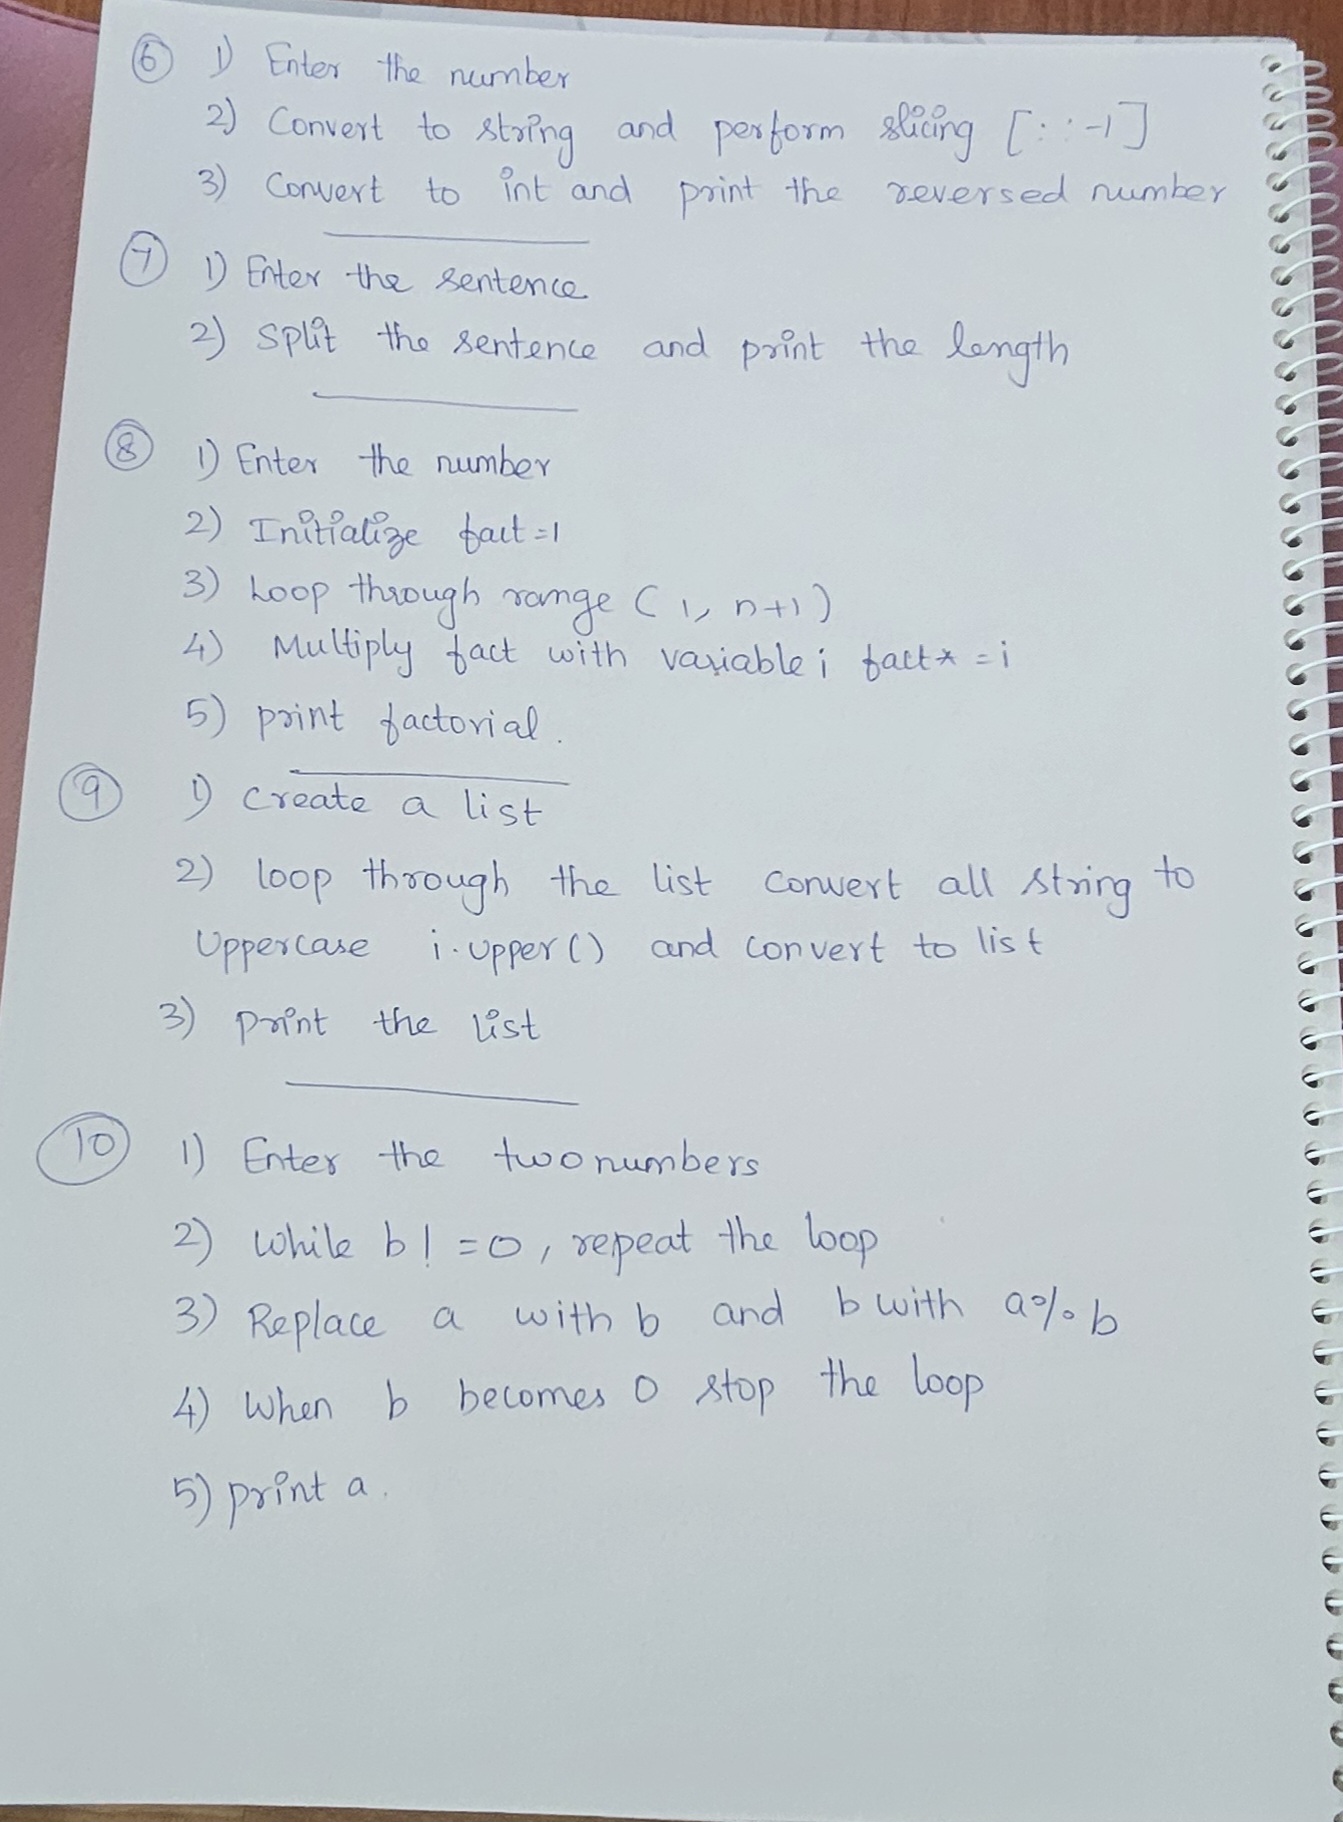 6 1) Enter the number
2) Convert to string and perform slicing [::-1]
3) Convert to int and print the reversed number
7 1) Enter the sentence
2) split the sentence and print the length
8 1) Enter the number
2) Initialize fact=1
3) Loop through range (1, n+1)
4) Multiply fact with variable i fact*=i
5) print factorial.
9 1) Create a list
2) loop through the list convert all string to
Uppercase i.upper() and convert to list
3) print the list
10 1) Enter the two numbers
2) While b!=0, repeat the loop
3) Replace a with b and b with a%b
4) When b becomes 0 stop the loop
5) print a.